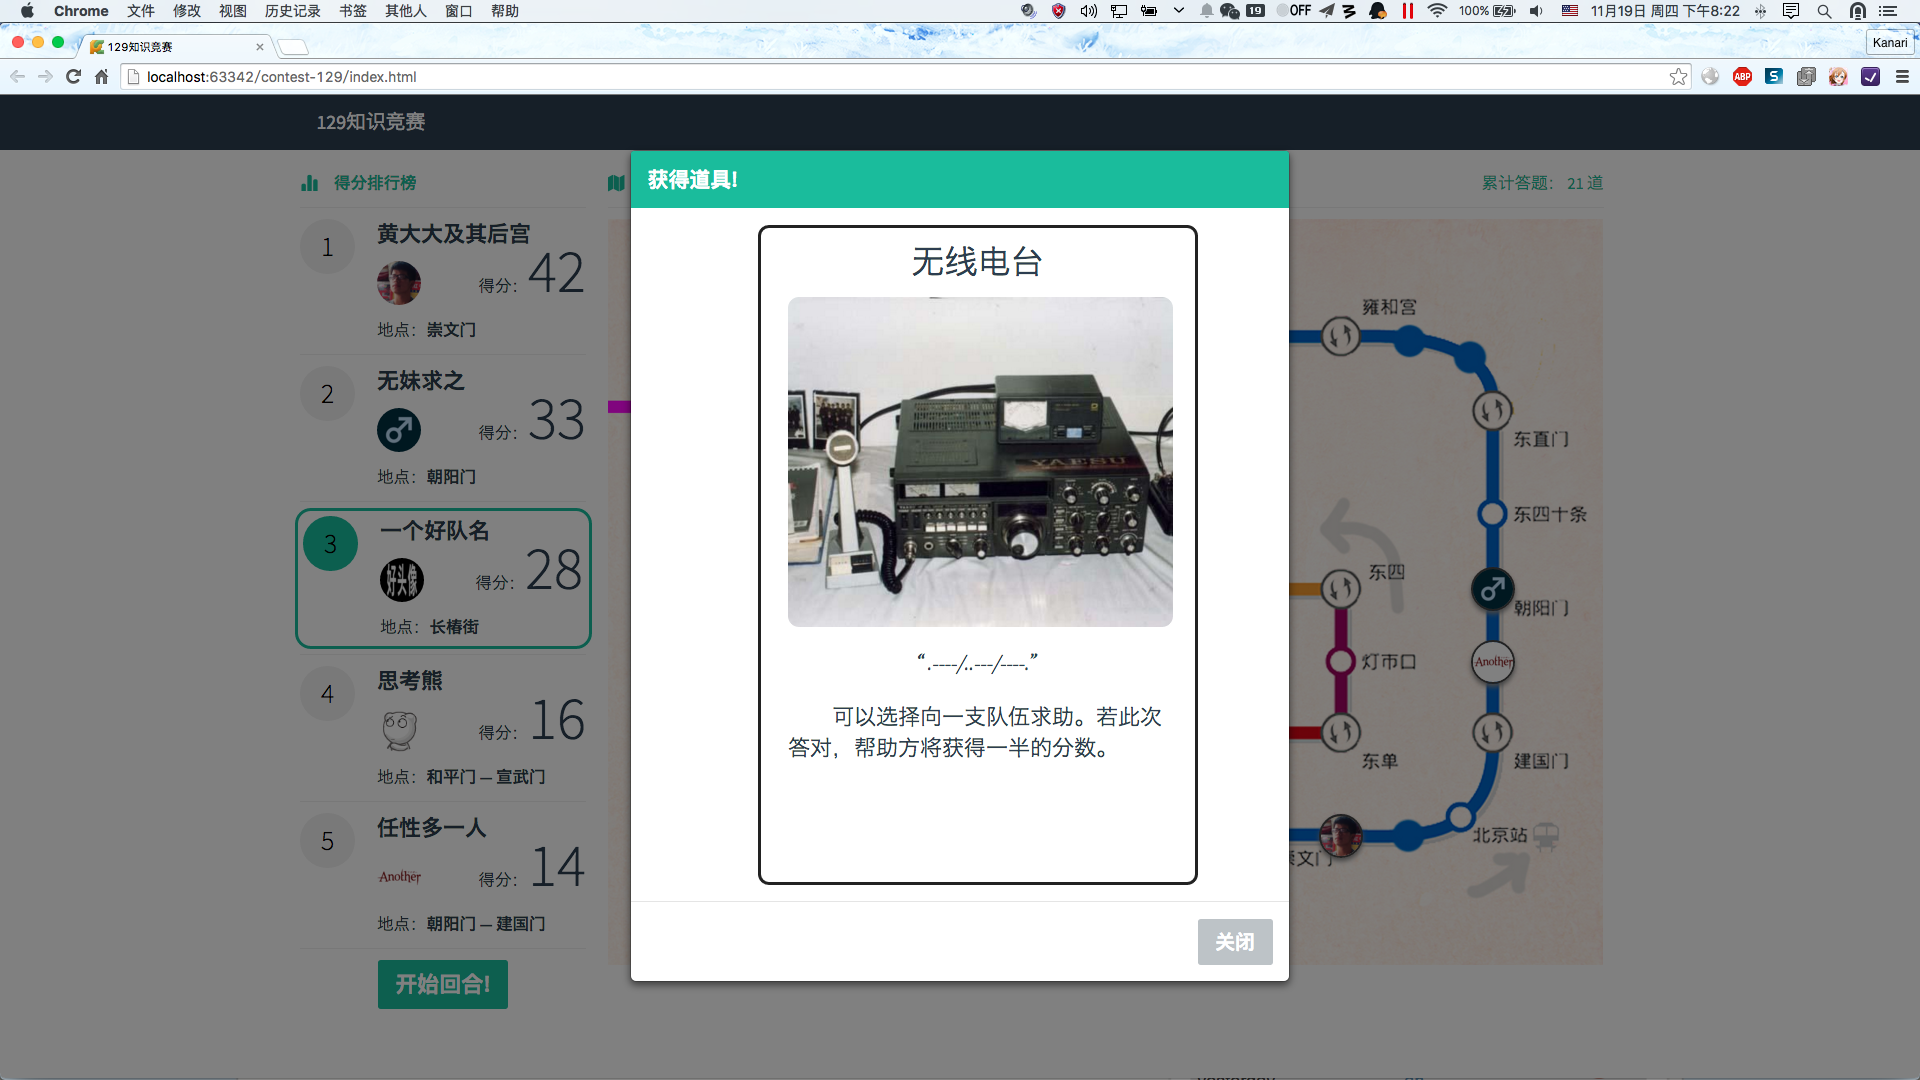 Chrome 文件 修改 视图 历史记录 书签 其他人 窗口 帮助
19 OFF 100% 11月19日 周四 下午8:22
129知识竞赛
Kanari
localhost:63342/contest-129/index.html
ABP S
129知识竞赛
得分排行榜
累计答题： 21 道
1 黄大大及其后宫
得分： 42
地点：崇文门
2 无妹求之
得分： 33
地点：朝阳门
3 一个好队名
好头像
得分： 28
地点：长椿街
4 思考熊
得分： 16
地点：和平门 — 宣武门
5 任性多一人
Another
得分： 14
地点：朝阳门 — 建国门
开始回合!
获得道具!
无线电台
YAESU
“.----/..---/----.”
可以选择向一支队伍求助。若此次
答对，帮助方将获得一半的分数。
关闭
雍和宫
东直门
东四十条
东四
朝阳门
灯市口
Another
东单
建国门
北京站
崇文门